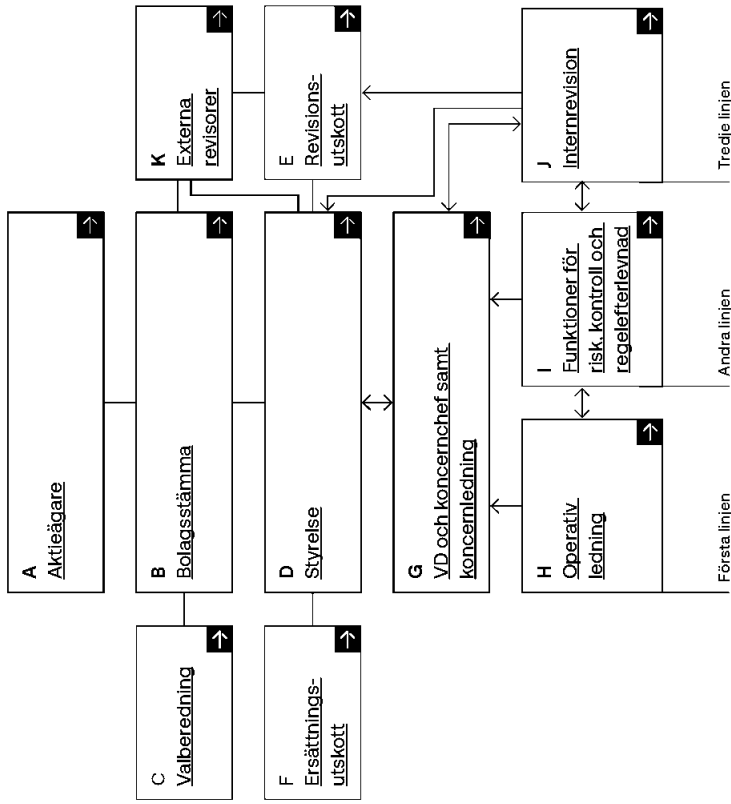 A
Aktieägare
C
Valberedning
B
Bolagsstämma
K
Externa
revisorer
F
Ersättnings-
utskott
D
Styrelse
E
Revisions-
utskott
G
VD och koncernchef samt
koncernledning
H
Operativ
ledning
I
Funktioner för
risk, kontroll och
regelefterlevnad
J
Internrevision
Första linjen
Andra linjen
Tredje linjen